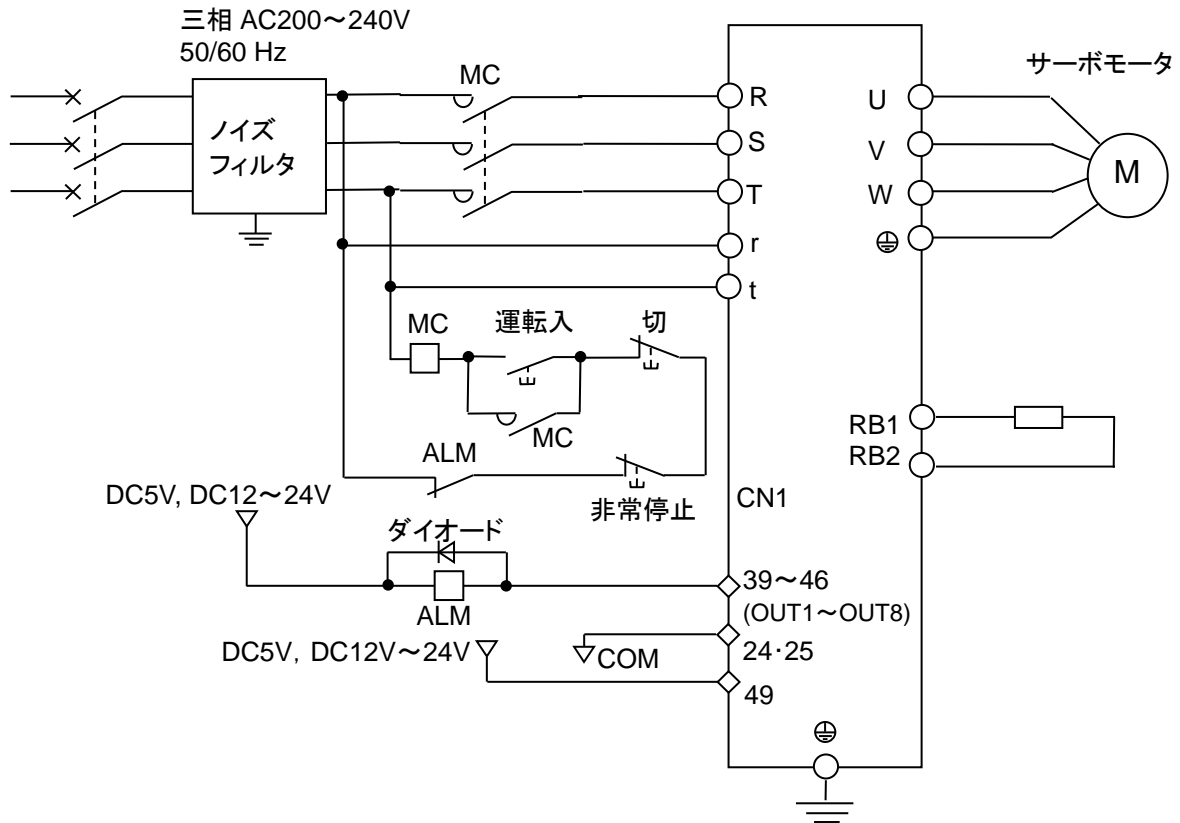 三相 AC200～240V
50/60 Hz
サーボモータ
MC
ノイズ
フィルタ
R
S
T
r
t
U
V
W
M
MC
運転入
切
MC
ALM
非常停止
RB1
RB2
CN1
DC5V, DC12～24V
ダイオード
ALM
39～46
(OUT1～OUT8)
DC5V, DC12V～24V
COM
24·25
49